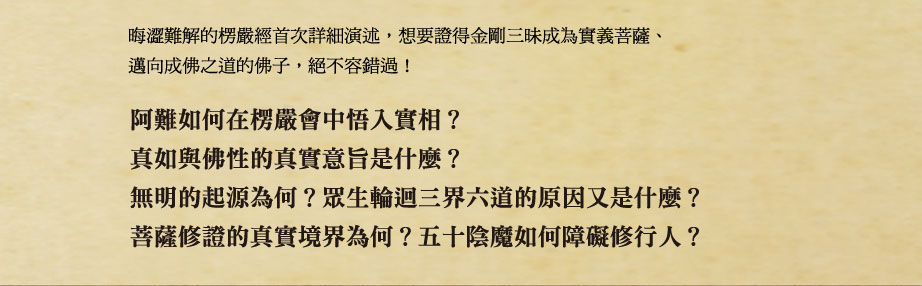 晦澀難解的楞嚴經首次詳細演述，想要證得金剛三昧成為實義菩薩、
邁向成佛之道的佛子，絕不容錯過！
阿難如何在楞嚴會中悟入實相？
真如與佛性的真實意旨是什麼？
無明的起源為何？眾生輪迴三界六道的原因又是什麼？
菩薩修證的真實境界為何？五十陰魔如何障礙修行人？